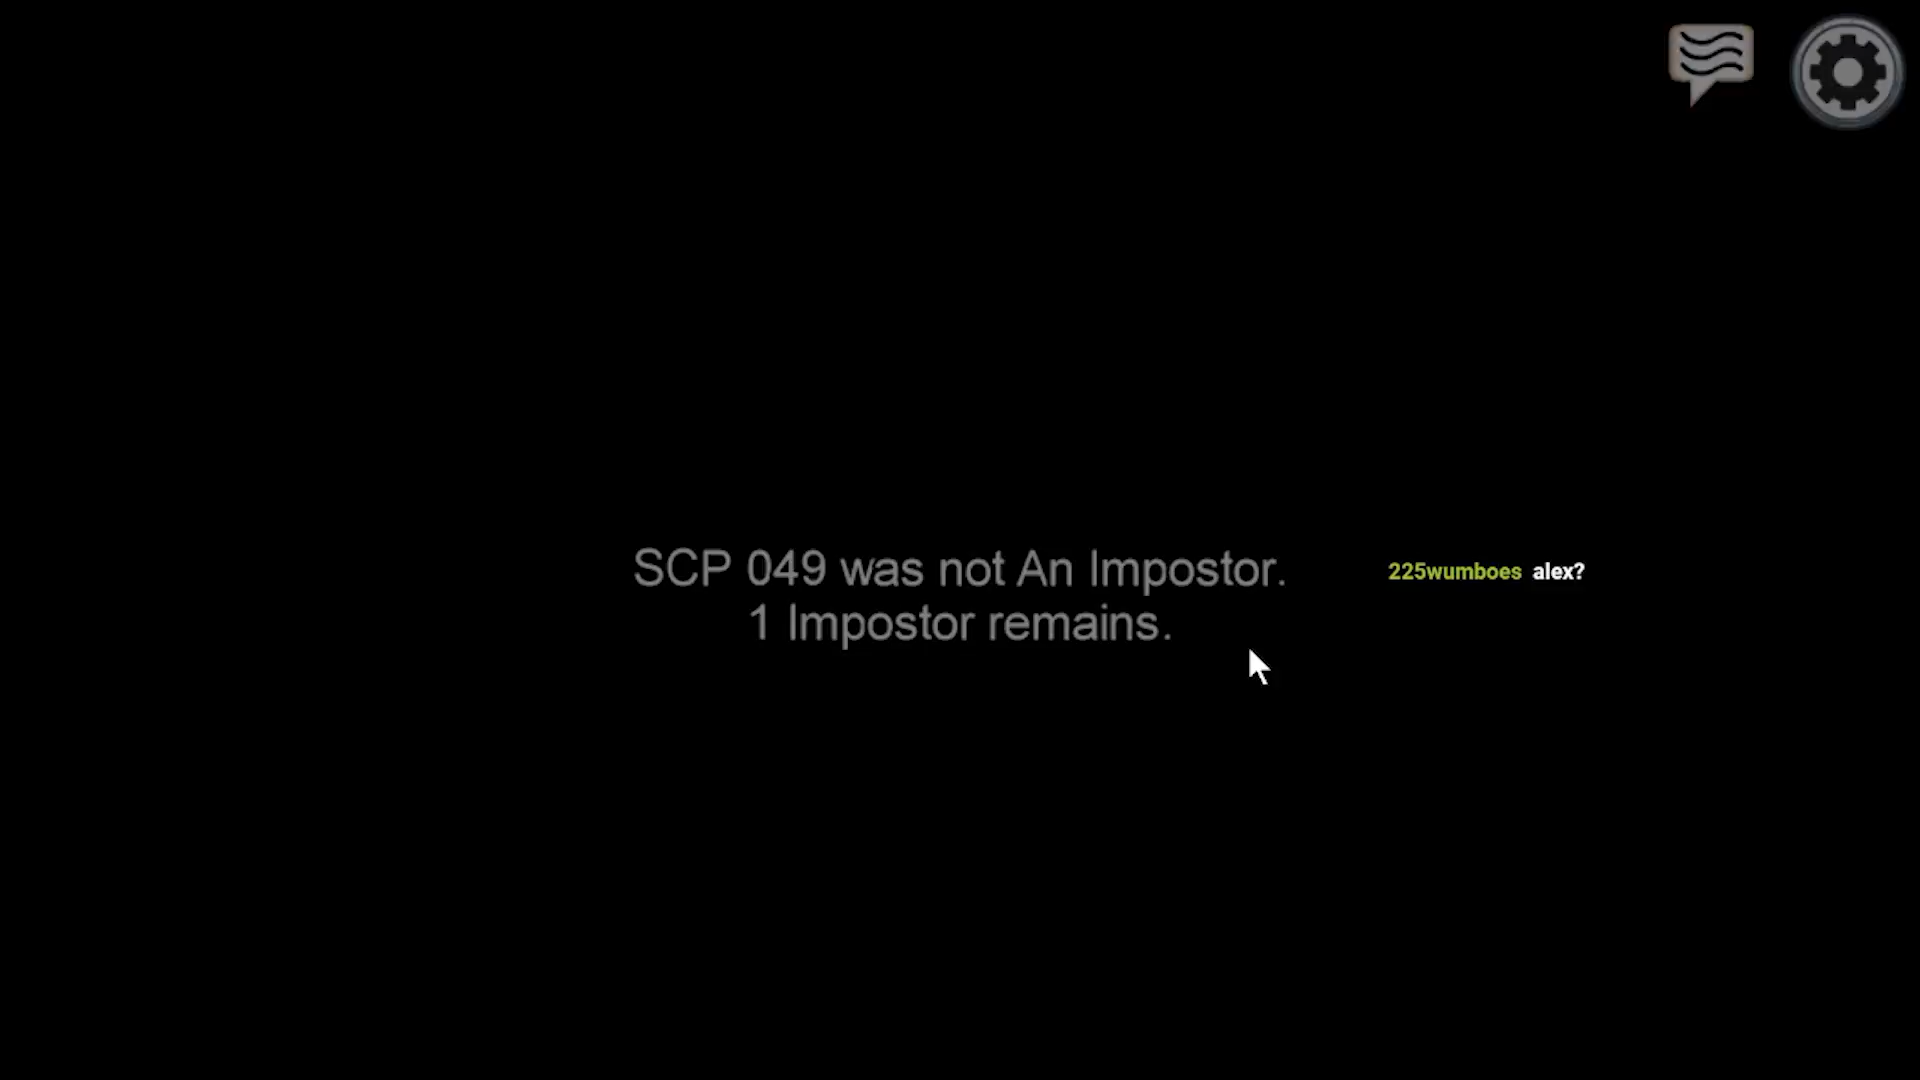 SCP 049 was not An Impostor.
1 Impostor remains.
225wumboes alex?